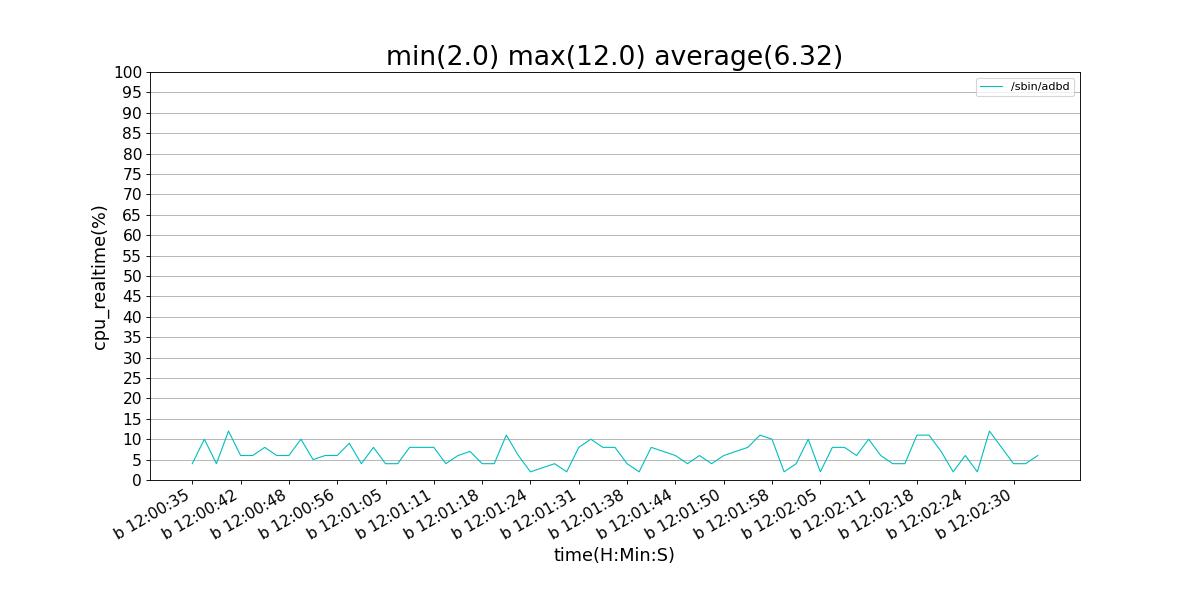 min(2.0) max(12.0) average(6.32)
/sbin/adbd
100
95
90
85
80
75
70
65
60
55
50
45
40
35
30
25
20
15
10
5
0
cpu_realtime(%)
b 12:00:35
b 12:00:42
b 12:00:48
b 12:00:56
b 12:01:05
b 12:01:11
b 12:01:18
b 12:01:24
b 12:01:31
b 12:01:38
b 12:01:44
b 12:01:50
b 12:01:58
b 12:02:05
b 12:02:11
b 12:02:18
b 12:02:24
b 12:02:30
time(H:Min:S)